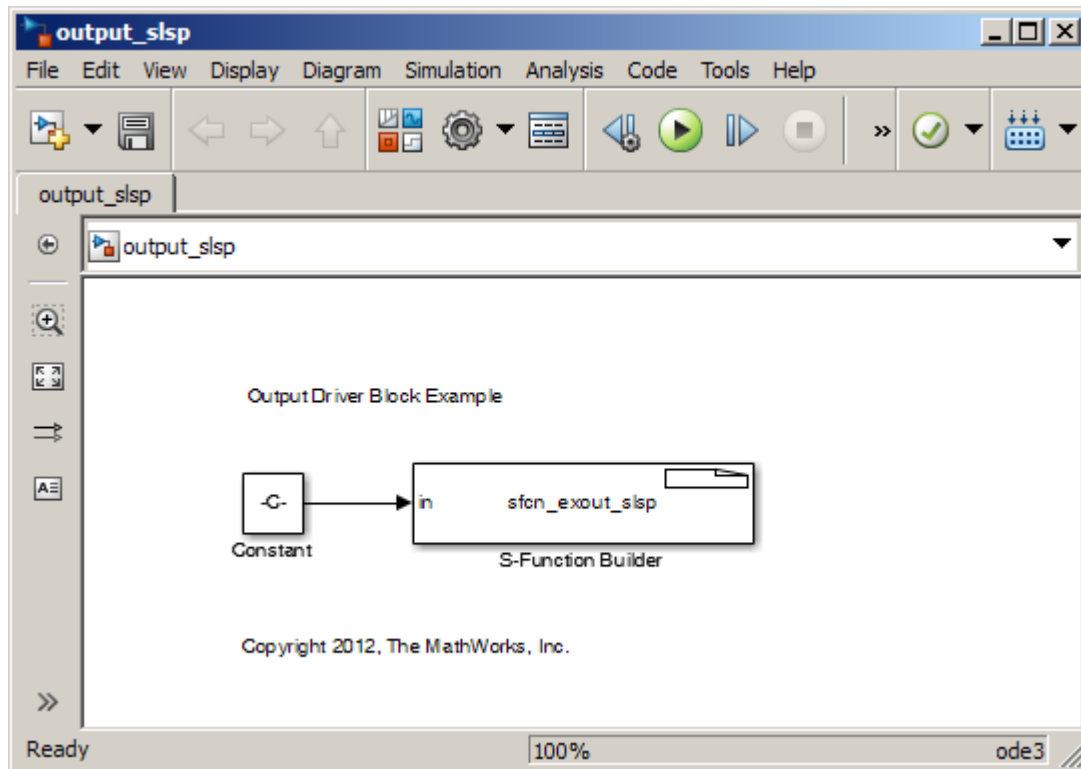 output_slsp
File Edit View Display Diagram Simulation Analysis Code Tools Help
»
output_slsp
output_slsp
A
Output Driver Block Example
-C-
in sfcn_exout_slsp
Constant
S-Function Builder
Copyright 2012, The MathWorks, Inc.
»
Ready 100% ode3